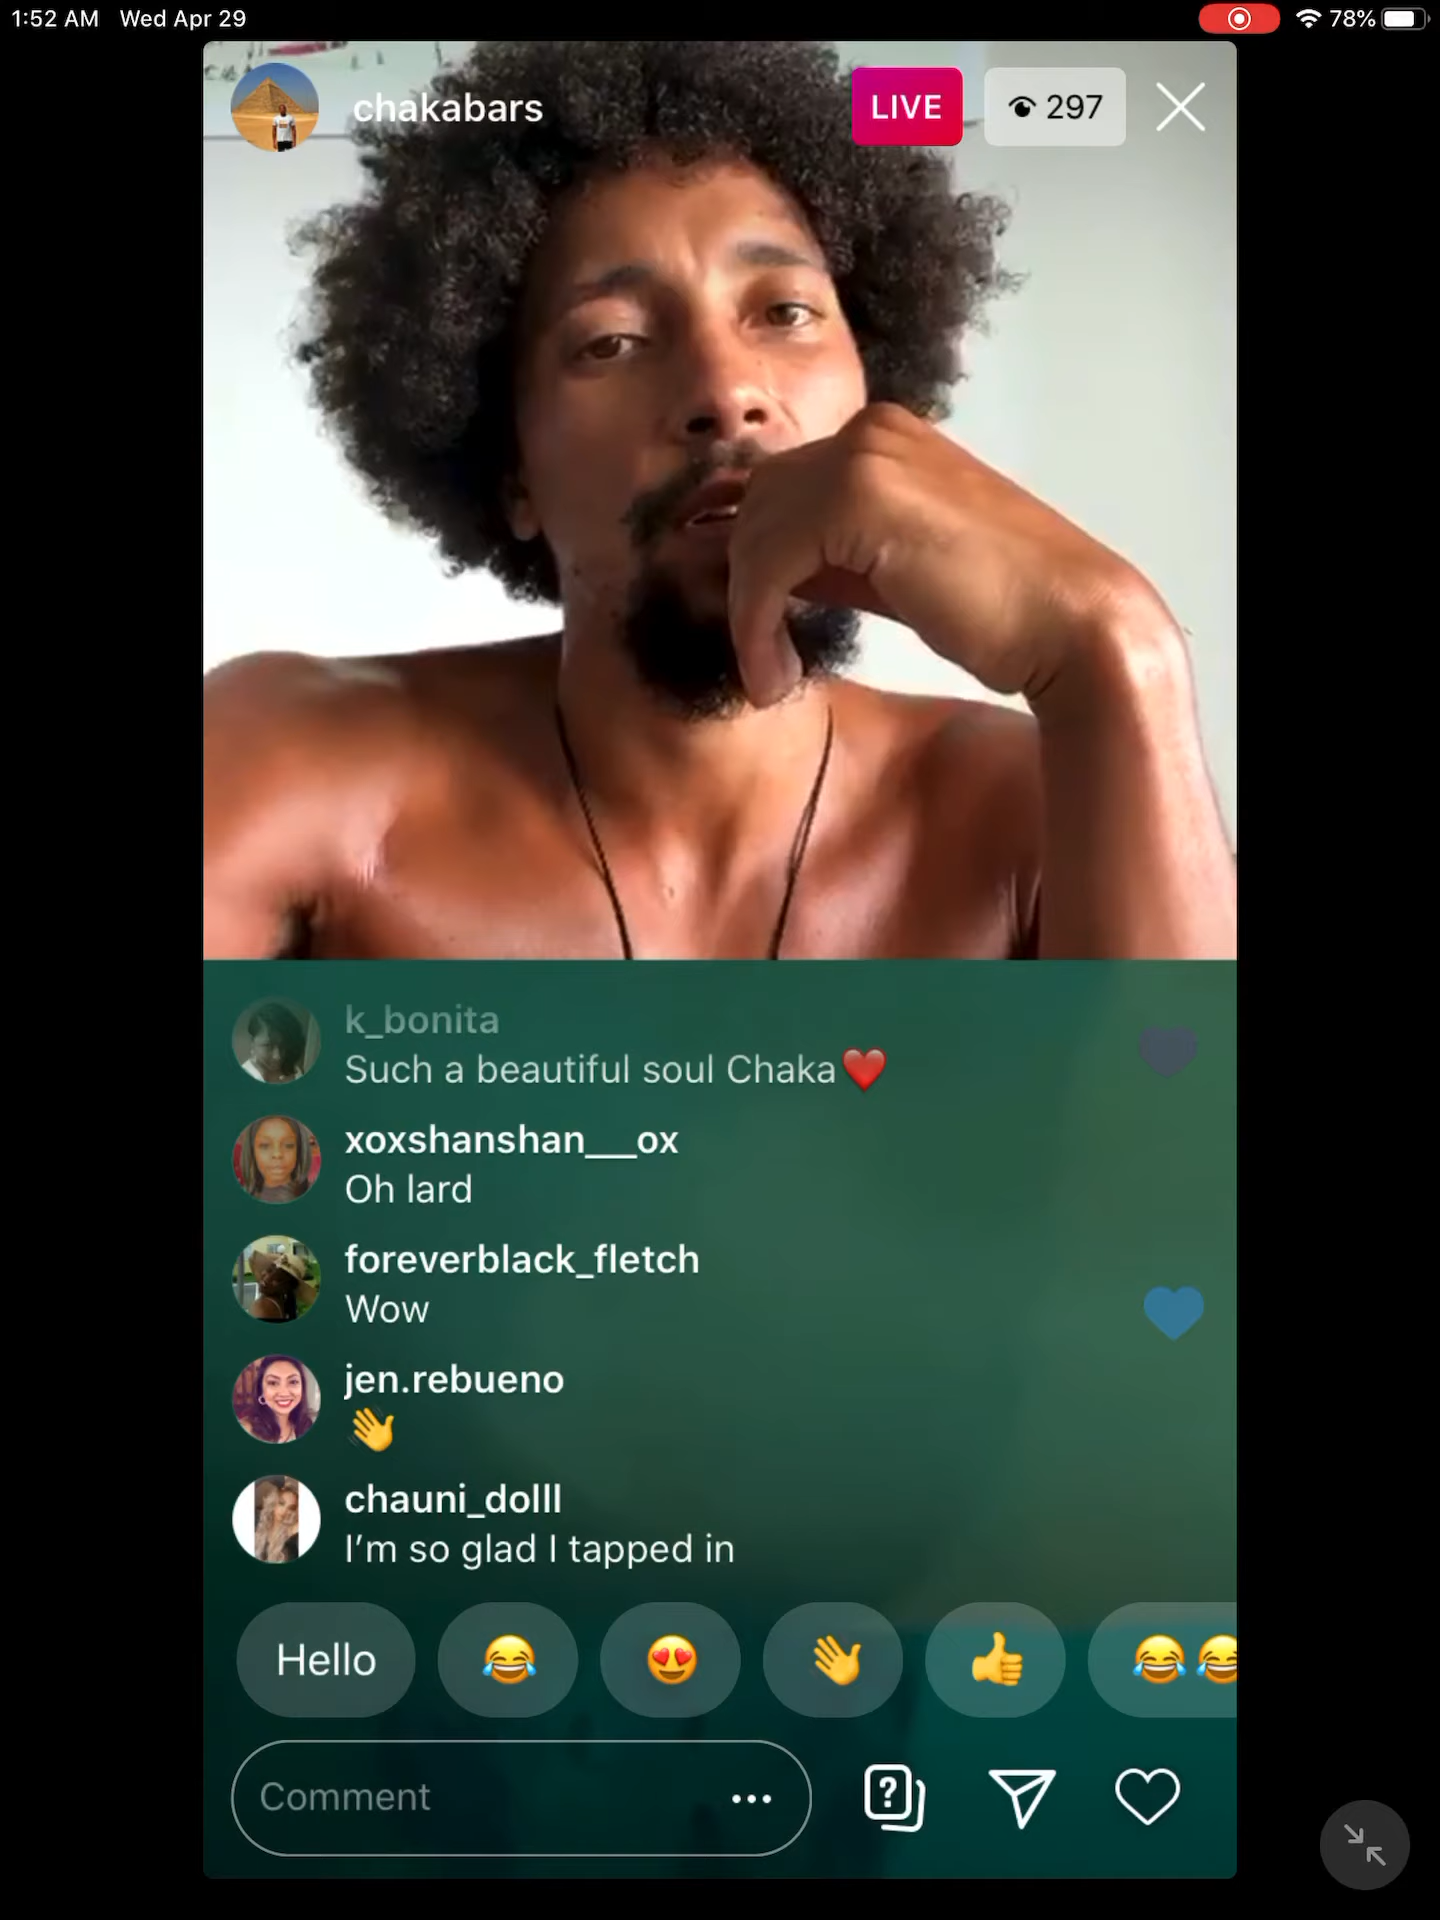 1:52 AM Wed Apr 29
78%
chakabars
LIVE
297
k_bonita
Such a beautiful soul Chaka❤️
xoxshanshan___ox
Oh lard
foreverblack_fletch
Wow
jen.rebueno
👋
chauni_dolll
I'm so glad I tapped in
Hello 😂 😍 👋 👍 😂😂
Comment